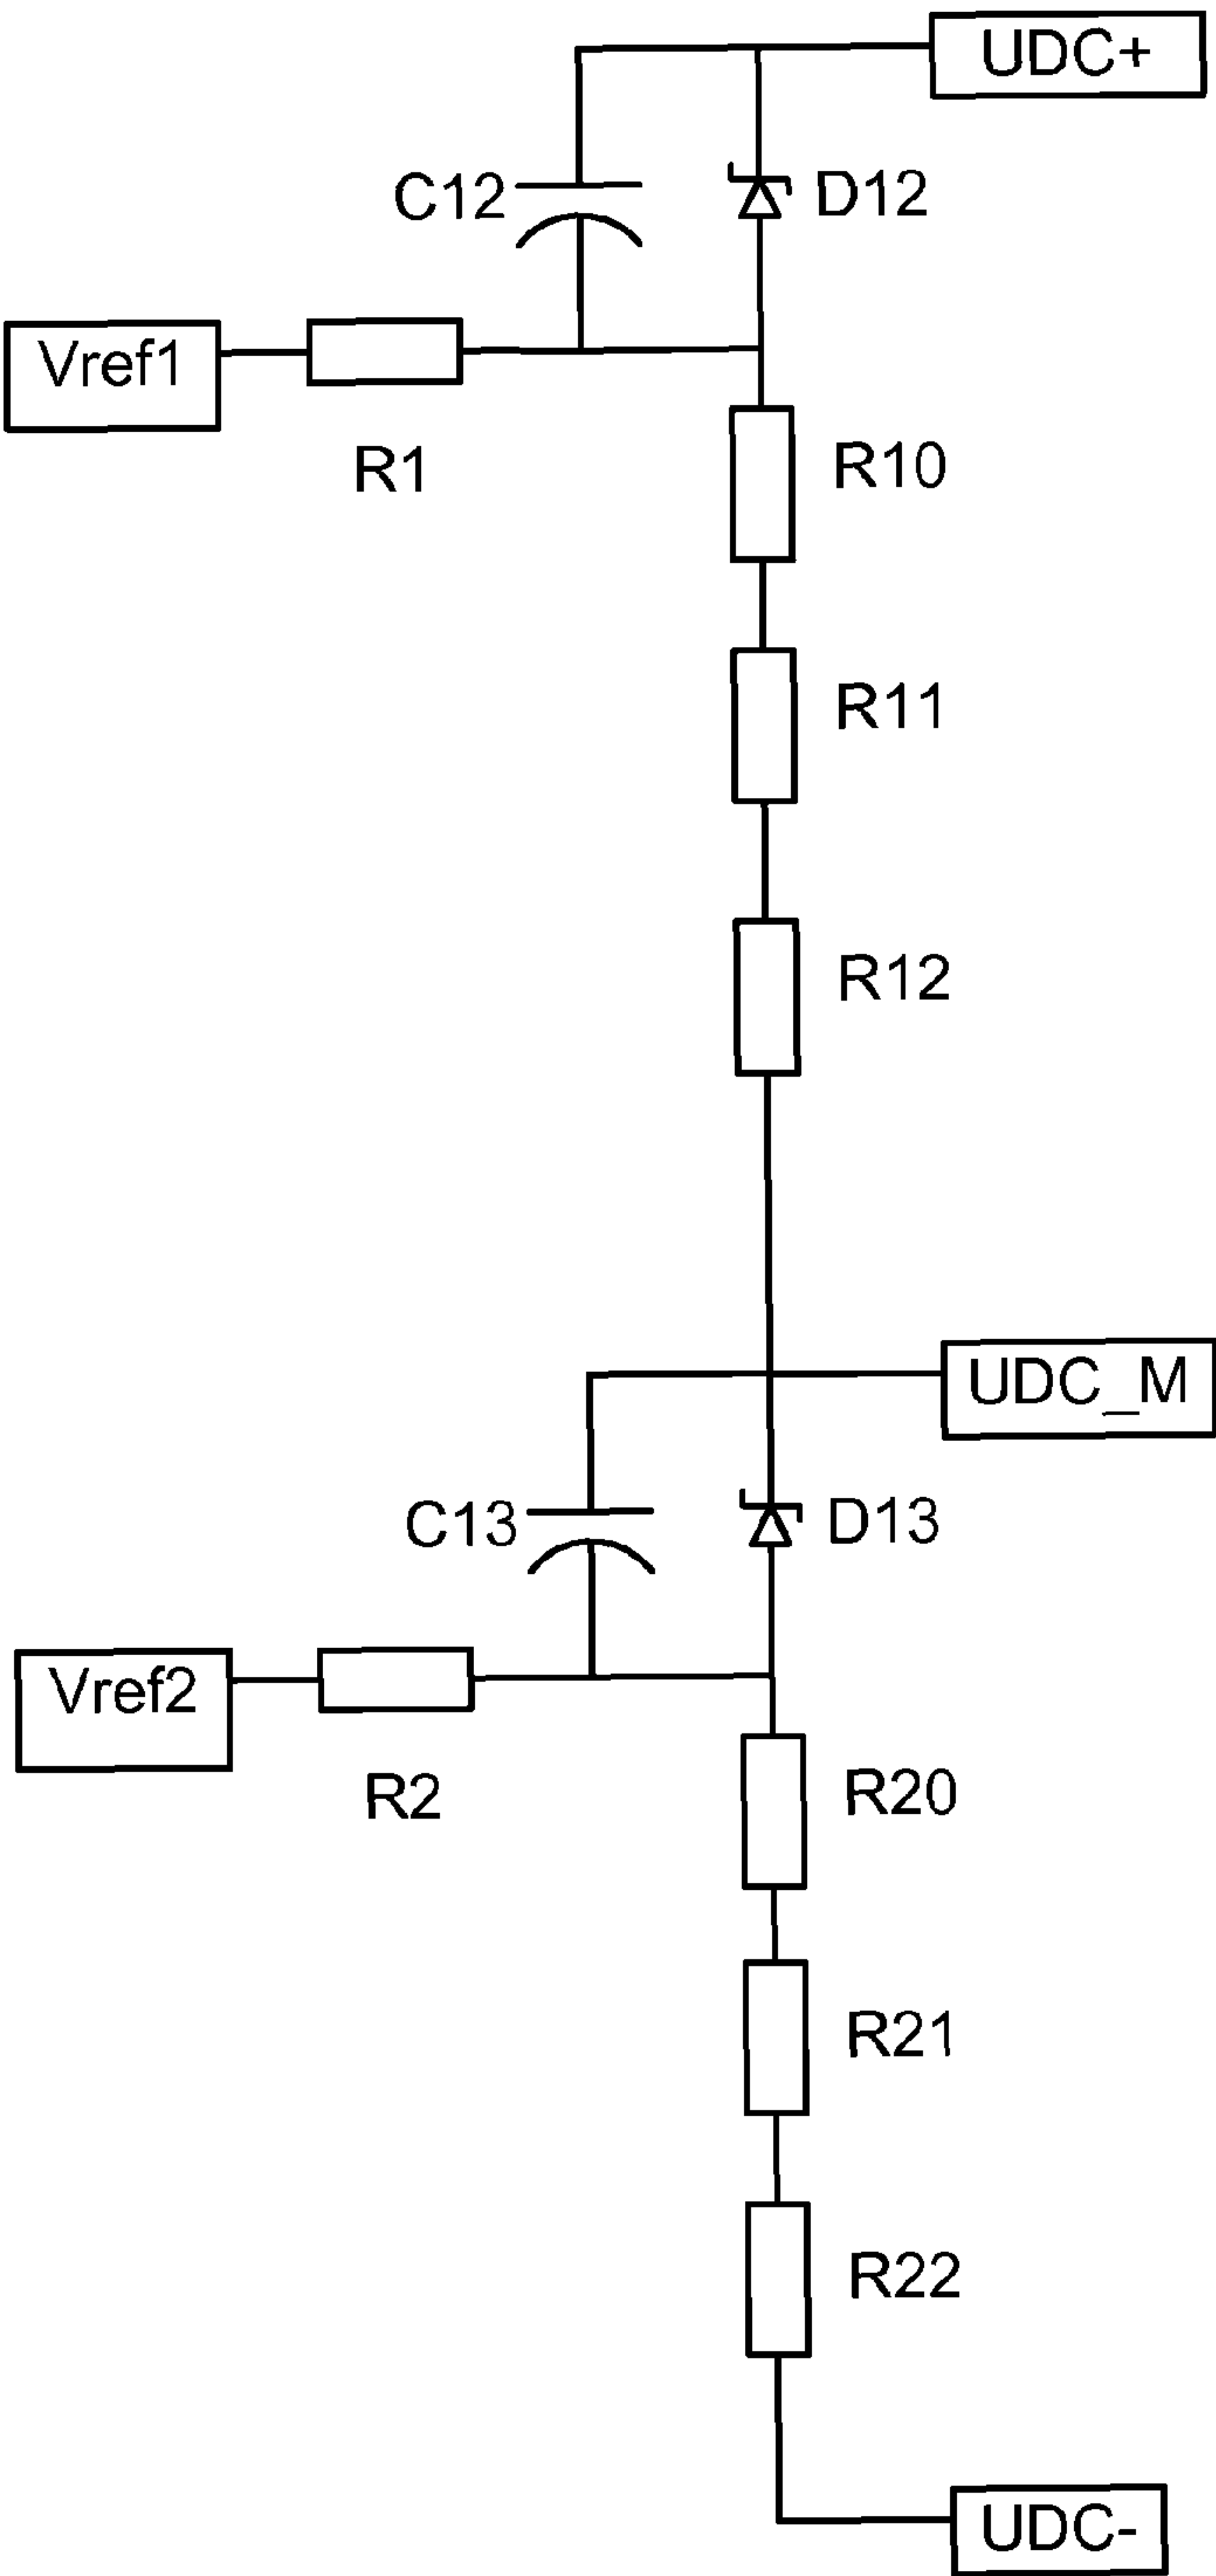 UDC+
C12
D12
Vref1
R1
R10
R11
R12
UDC_M
C13
D13
Vref2
R2
R20
R21
R22
UDC-